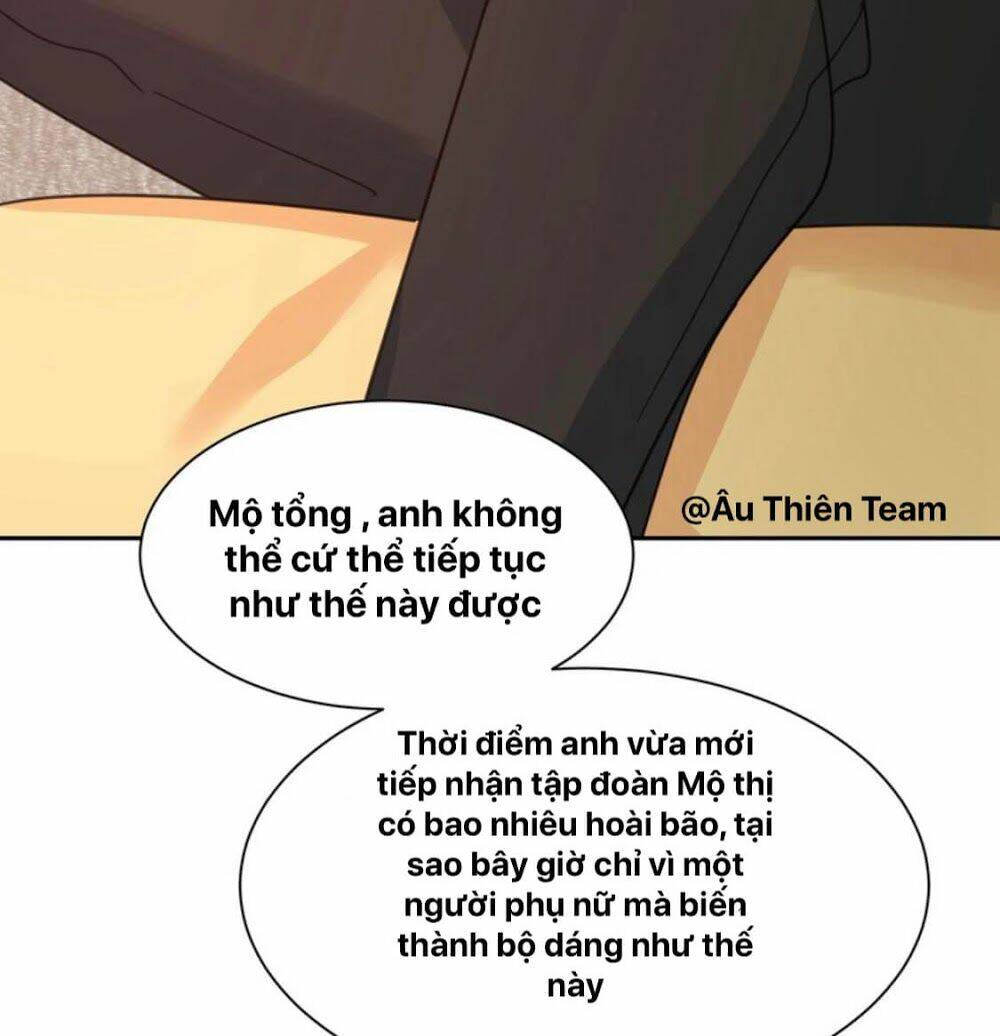 Mộ tổng , anh không
thể cứ thể tiếp tục
như thế này được
@Âu Thiên Team
Thời điểm anh vừa mới
tiếp nhận tập đoàn Mộ thị
có bao nhiêu hoài bão, tại
sao bây giờ chỉ vì một
người phụ nữ mà biến
thành bộ dáng như thế
này